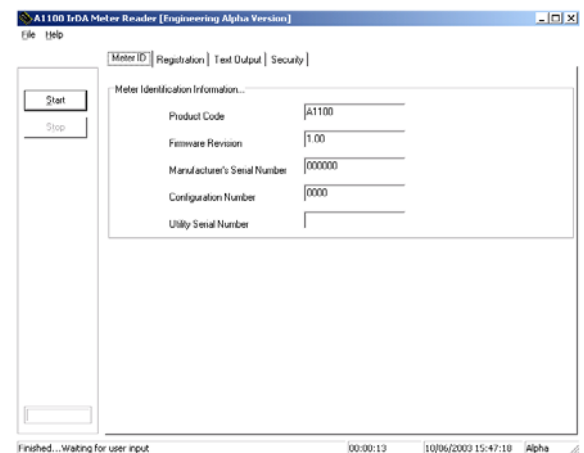 A1100 IrDA Meter Reader [Engineering Alpha Version]
File Help
Meter ID Registration Text Output Security
Start
Stop
Meter Identification Information...
Product Code A1100
Firmware Revision 1.00
Manufacturer's Serial Number 000000
Configuration Number 0000
Utility Serial Number
Finished...Waiting for user input 00:00:13 10/06/2003 15:47:18 Alpha